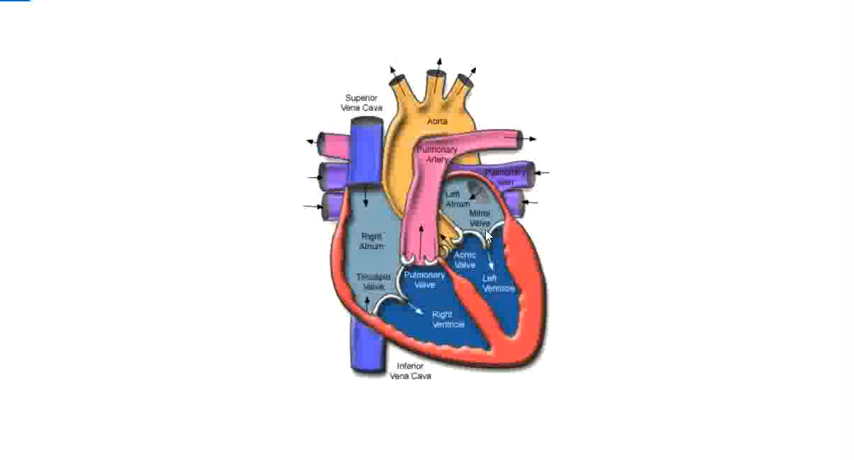 Superior
Vena Cava
Aorta
Pulmonary
Artery
Pulmonary
vein
Left
Atrium
Mitral
Valve
Right
Atrium
Aortic
Valve
Tricuspid
Valve
Pulmonary
Valve
Left
Ventricle
Right
Ventricle
Inferior
Vena Cava